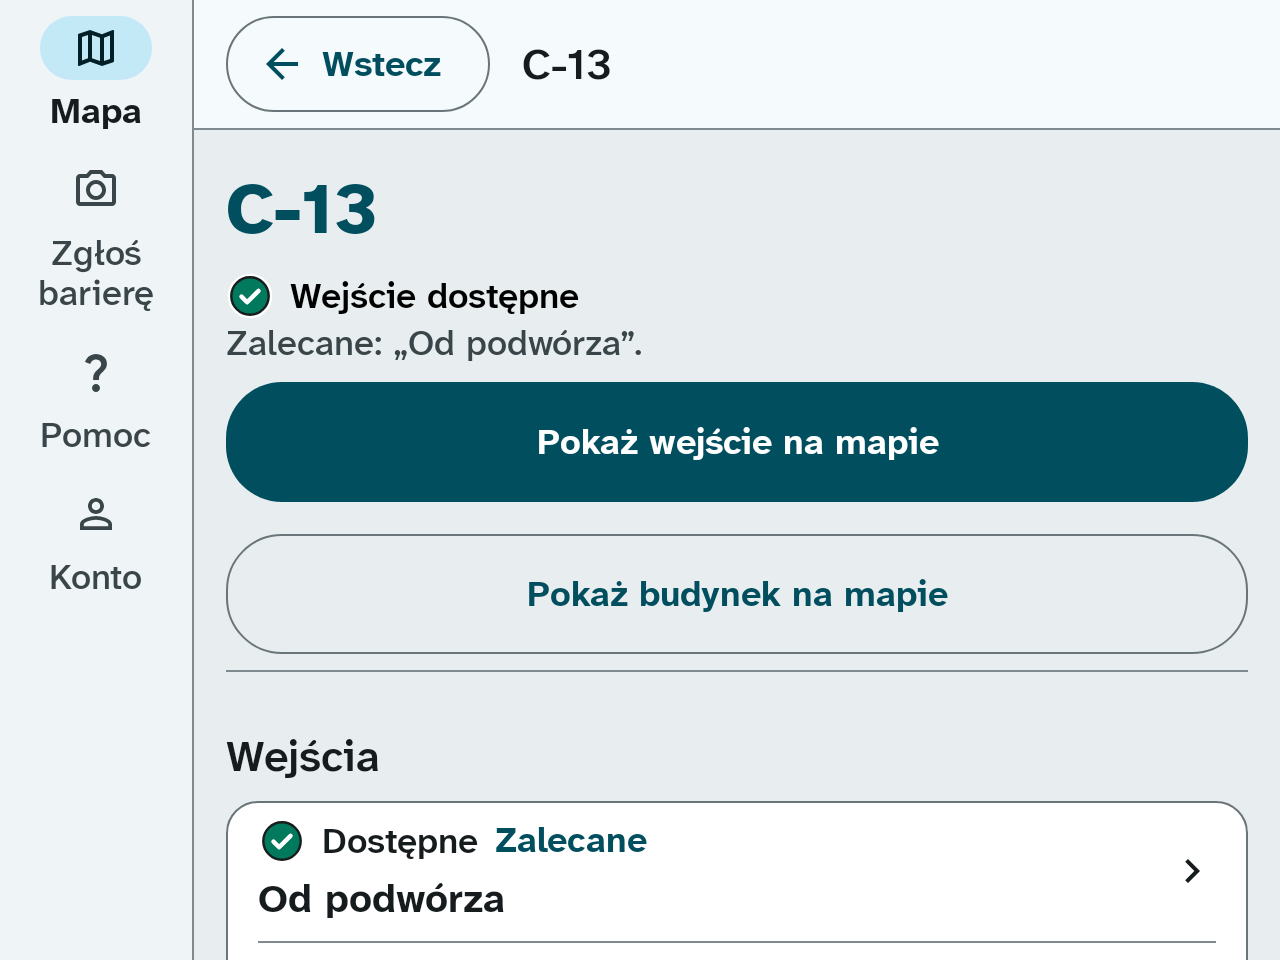 Mapa
Zgłoś
barierę
Pomoc
Konto
Wstecz
C-13
C-13
Wejście dostępne
Zalecane: „Od podwórza”.
Pokaż wejście na mapie
Pokaż budynek na mapie
Wejścia
Dostępne Zalecane
Od podwórza